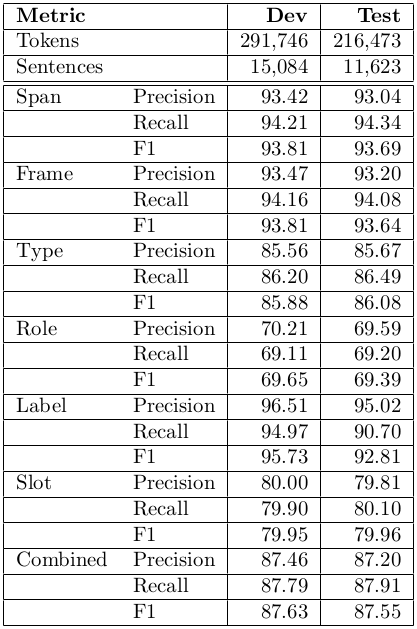 Metric Dev Test
Tokens 291,746 216,473
Sentences 15,084 11,623
Span Precision 93.42 93.04
Recall 94.21 94.34
F1 93.81 93.69
Frame Precision 93.47 93.20
Recall 94.16 94.08
F1 93.81 93.64
Type Precision 85.56 85.67
Recall 86.20 86.49
F1 85.88 86.08
Role Precision 70.21 69.59
Recall 69.11 69.20
F1 69.65 69.39
Label Precision 96.51 95.02
Recall 94.97 90.70
F1 95.73 92.81
Slot Precision 80.00 79.81
Recall 79.90 80.10
F1 79.95 79.96
Combined Precision 87.46 87.20
Recall 87.79 87.91
F1 87.63 87.55